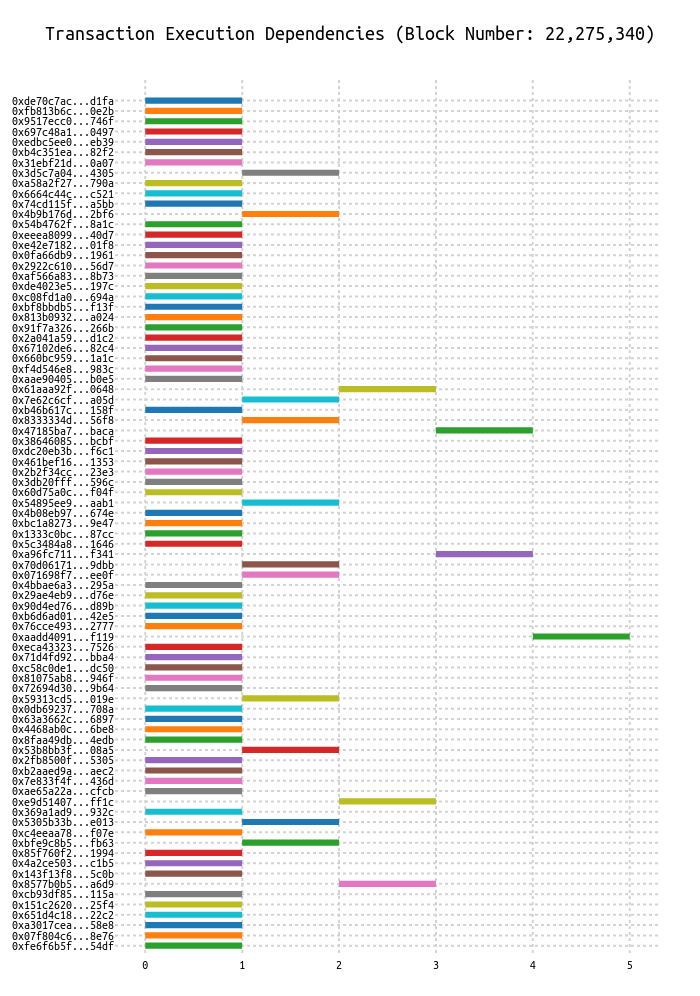 Transaction Execution Dependencies (Block Number: 22,275,340)
0xde70c7ac...d1fa
0xfb813b6c...0e2b
0x9517ecc0...746f
0x697c48a1...0497
0xedbc5ee0...eb39
0xb4c351ea...82f2
0x31ebf21d...0a07
0x3d5c7a04...4305
0xa58a2f27...790a
0x6664c44c...c521
0x74cd115f...a5bb
0x4b9b176d...2bf6
0x54b4762f...8a1c
0xeeea8099...40d7
0xe42e7182...01f8
0x0fa66db9...1961
0x2922c610...56d7
0xaf566a83...8b73
0xde4023e5...197c
0xc08fd1a0...694a
0xbf8bbdb5...f13f
0x813b0932...a024
0x91f7a326...266b
0x2a041a59...d1c2
0x67102de6...82c4
0x660bc959...1a1c
0xf4d546e8...983c
0xaae90405...b0e5
0x61aaa92f...0648
0x7e62c6cf...a05d
0xb46b617c...158f
0x8333334d...56f8
0x47185ba7...baca
0x38646085...bcbf
0xdc20eb3b...f6c1
0x461bef16...1353
0x2b2f34cc...23e3
0x3db20fff...596c
0x60d75a0c...f04f
0x54895ee9...aab1
0x4b08eb97...674e
0xbc1a8273...9e47
0x1333c0bc...87cc
0x5c3484a8...1646
0xa96fc711...f341
0x70d06171...9dbb
0x071698f7...ee0f
0x4bbae6a3...295a
0x29ae4eb9...d76e
0x90d4ed76...d89b
0xb6d6ad01...42e5
0x76cce493...2777
0xaadd4091...f119
0xeca43323...7526
0x71d4fd92...bba4
0xc58c0de1...dc50
0x81075ab8...946f
0x72694d30...9b64
0x59313cd5...019e
0x0db69237...708a
0x63a3662c...6897
0x4468ab0c...6be8
0x8faa49db...4edb
0x53b8bb3f...08a5
0x2fb8500f...5305
0xb2aaed9a...aec2
0x7e833f4f...436d
0xae65a22a...cfcb
0xe9d51407...ff1c
0x369a1ad9...932c
0x5305b33b...e013
0xc4eeaa78...f07e
0xbfe9c8b5...fb63
0x85f760f2...1994
0x4a2ce503...c1b5
0x143f13f8...5c0b
0x8577b0b5...a6d9
0xcb93df85...115a
0x151c2620...25f4
0x651d4c18...22c2
0xa3017cea...58e8
0x07f804c6...8e76
0xfe6f6b5f...54df
0 1 2 3 4 5